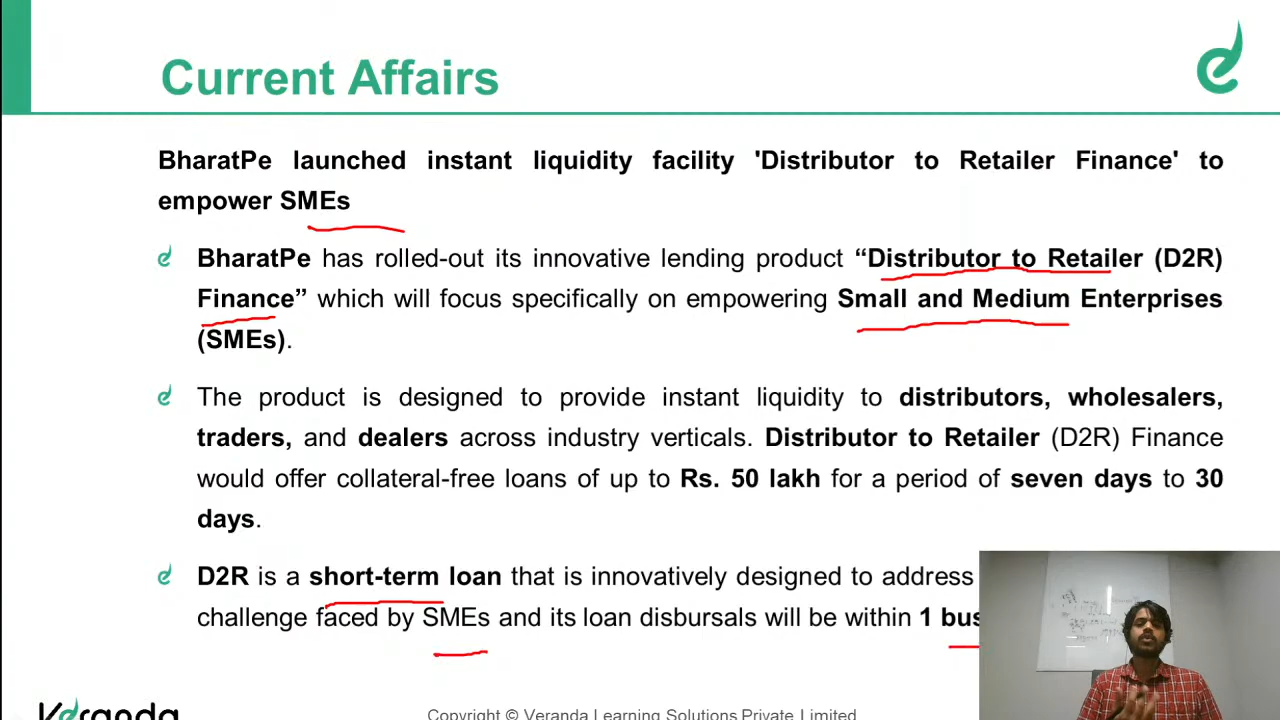 Current Affairs
BharatPe launched instant liquidity facility 'Distributor to Retailer Finance' to
empower SMEs
BharatPe has rolled-out its innovative lending product “Distributor to Retailer (D2R)
Finance” which will focus specifically on empowering Small and Medium Enterprises
(SMEs).
The product is designed to provide instant liquidity to distributors, wholesalers,
traders, and dealers across industry verticals. Distributor to Retailer (D2R) Finance
would offer collateral-free loans of up to Rs. 50 lakh for a period of seven days to 30
days.
D2R is a short-term loan that is innovatively designed to address
challenge faced by SMEs and its loan disbursals will be within 1 bus
Veranda
Copyright © Veranda Learning Solutions Private Limited